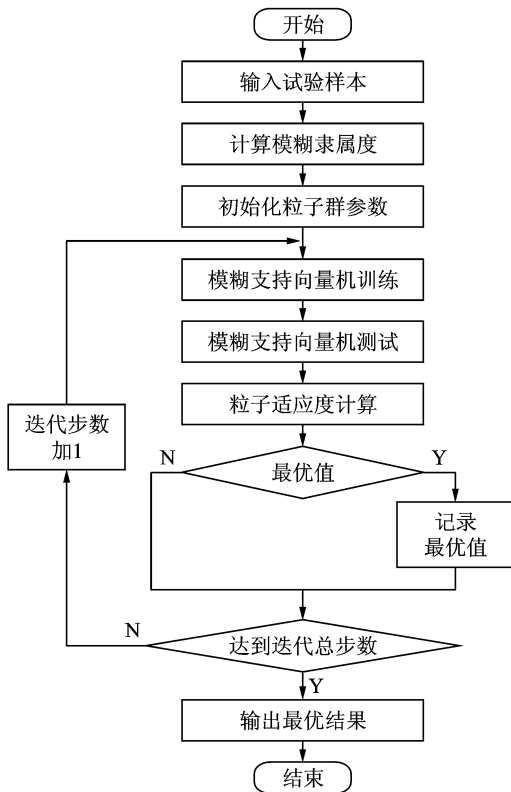 开始
输入试验样本
计算模糊隶属度
初始化粒子群参数
模糊支持向量机训练
模糊支持向量机测试
粒子适应度计算
迭代步数
加1
N
最优值
Y
记录
最优值
N
达到迭代总步数
Y
输出最优结果
结束